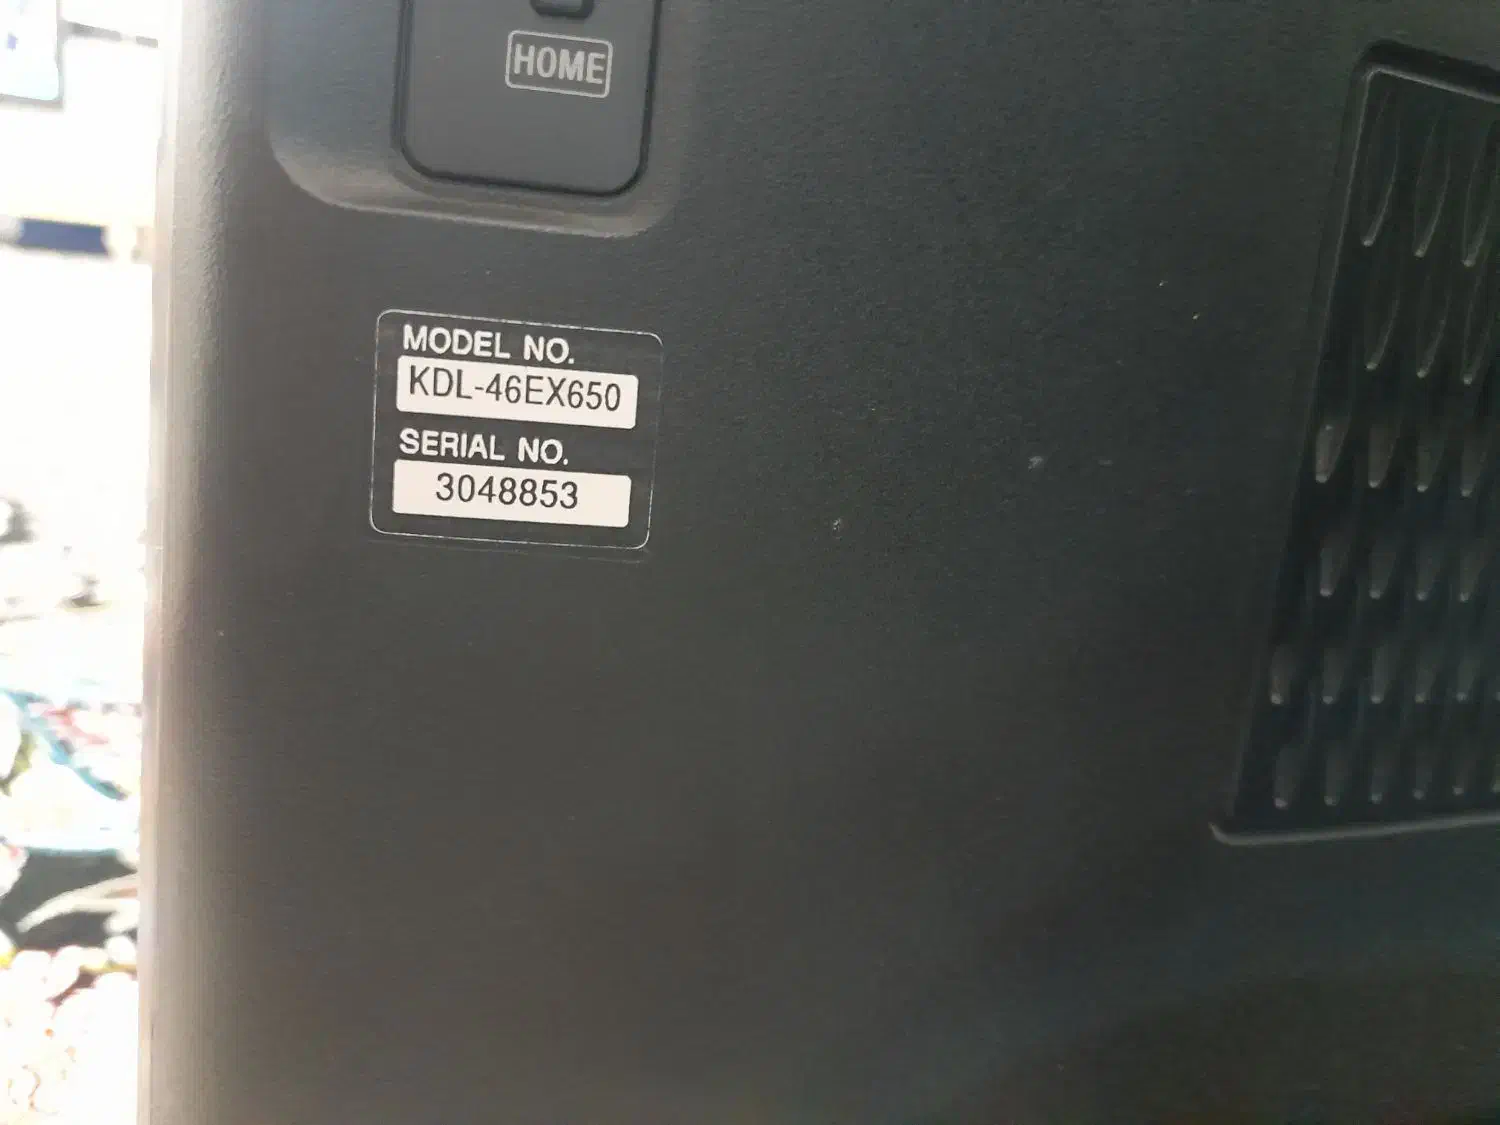 HOME
MODEL NO.
KDL-46EX650
SERIAL NO.
3048853